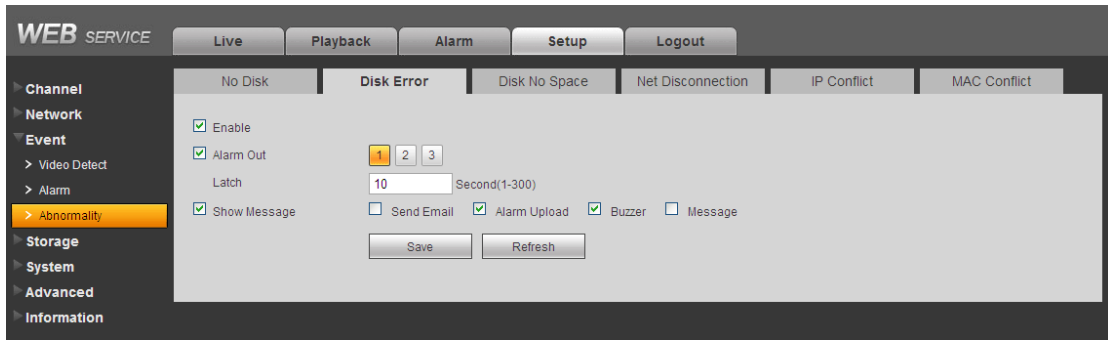 WEB SERVICE
Live Playback Alarm Setup Logout
No Disk Disk Error Disk No Space Net Disconnection IP Conflict MAC Conflict
Channel
Network
Event
> Video Detect
> Alarm
> Abnormality
Storage
System
Advanced
Information
Enable
Alarm Out 1 2 3
Latch 10 Second(1-300)
Show Message Send Email Alarm Upload Buzzer Message
Save Refresh